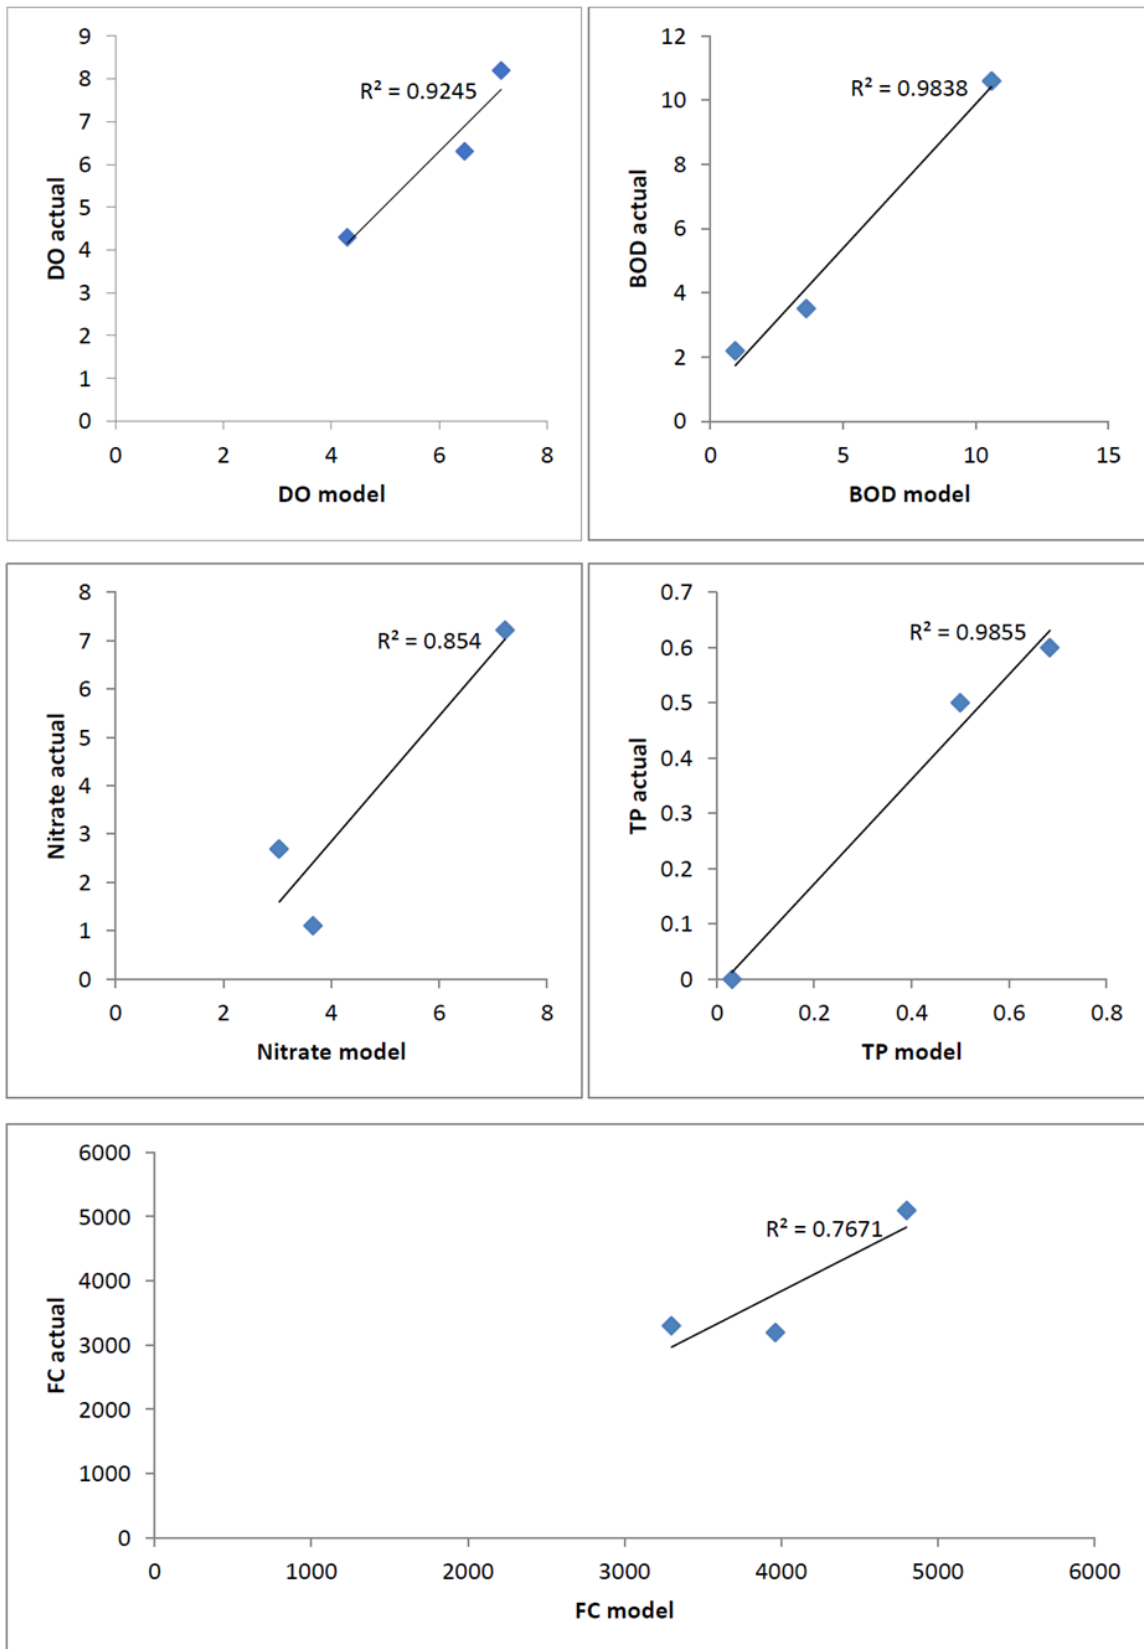 9
8
7
6
5
4
3
2
1
0
DO actual
R² = 0.9245
0 2 4 6 8
DO model
12
10
8
6
4
2
0
BOD actual
R² = 0.9838
0 5 10 15
BOD model
8
7
6
5
4
3
2
1
0
Nitrate actual
R² = 0.854
0 2 4 6 8
Nitrate model
0.7
0.6
0.5
0.4
0.3
0.2
0.1
0
TP actual
R² = 0.9855
0 0.2 0.4 0.6 0.8
TP model
6000
5000
4000
3000
2000
1000
0
FC actual
R² = 0.7671
0 1000 2000 3000 4000 5000 6000
FC model